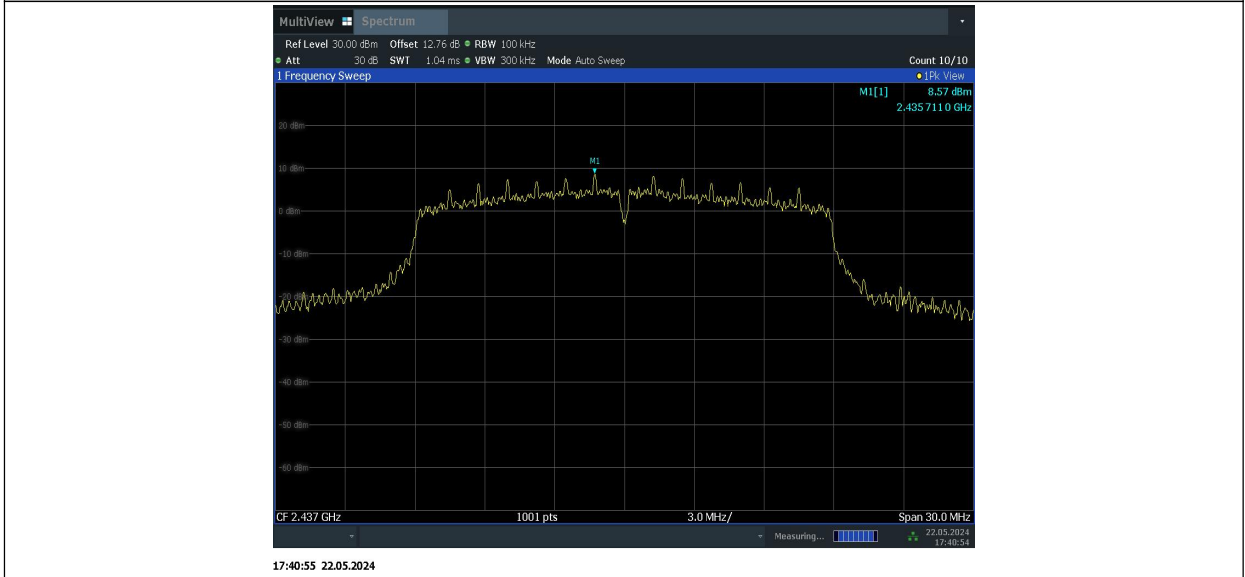 MultiView Spectrum
Ref Level 30.00 dBm Offset 12.76 dB RBW 100 kHz
Att 30 dB SWT 1.04 ms VBW 300 kHz Mode Auto Sweep Count 10/10
1 Frequency Sweep 1Pk View
M1[1] 8.57 dBm
2.435 711 0 GHz
20 dBm
M1
10 dBm
0 dBm
-10 dBm
-20 dBm
-30 dBm
-40 dBm
-50 dBm
-60 dBm
CF 2.437 GHz 1001 pts 3.0 MHz/ Span 30.0 MHz
Measuring... 22.05.2024
17:40:54
17:40:55 22.05.2024